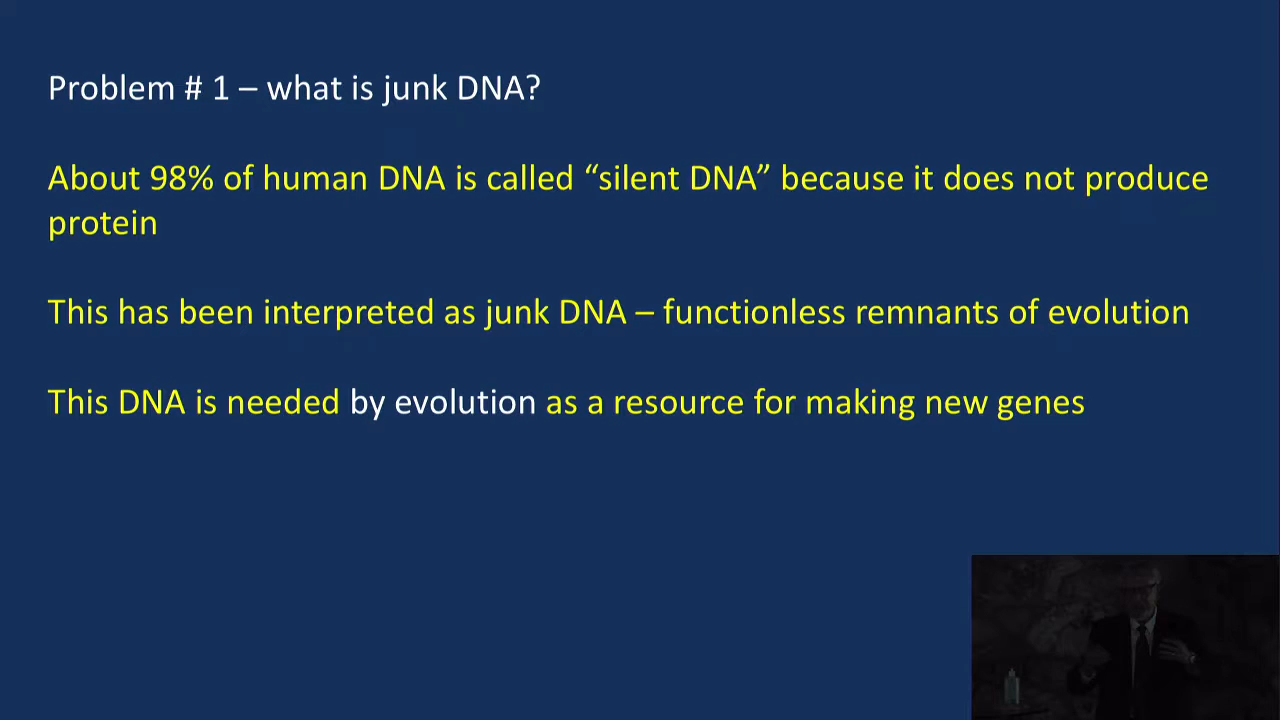 Problem # 1 – what is junk DNA?
About 98% of human DNA is called “silent DNA” because it does not produce
protein
This has been interpreted as junk DNA – functionless remnants of evolution
This DNA is needed by evolution as a resource for making new genes